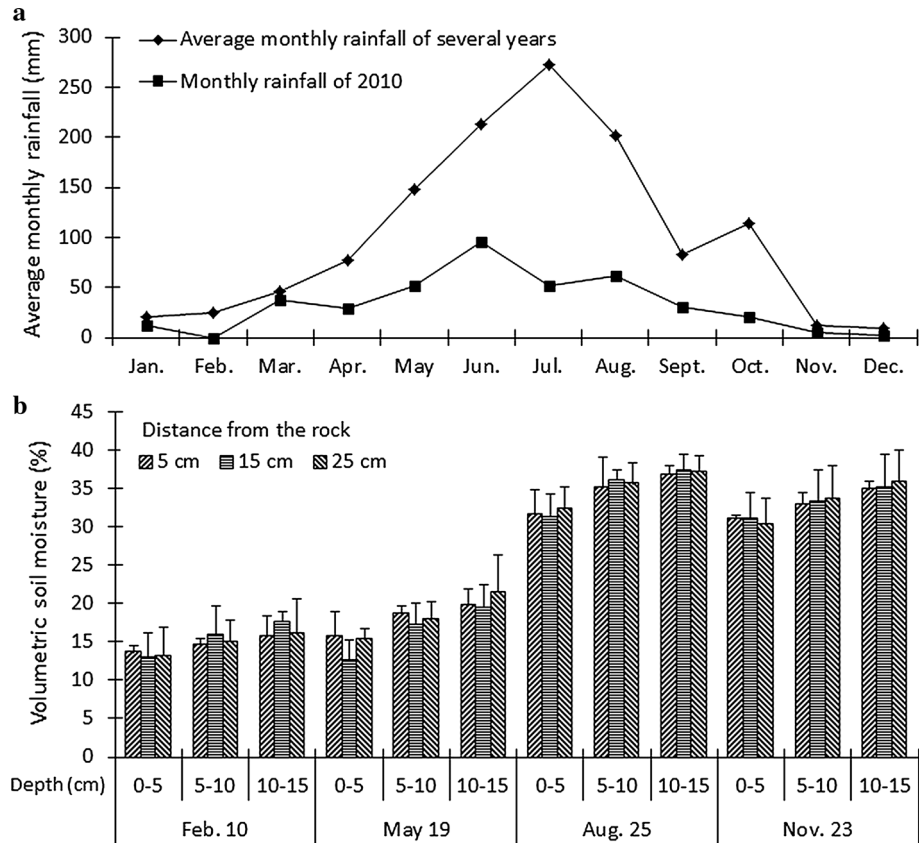 a
Average monthly rainfall (mm)
300
250
200
150
100
50
0
Average monthly rainfall of several years
Monthly rainfall of 2010
Jan. Feb. Mar. Apr. May Jun. Jul. Aug. Sept. Oct. Nov. Dec.
b
Volumetric soil moisture (%)
45
40
35
30
25
20
15
10
5
0
Distance from the rock
5 cm 15 cm 25 cm
Depth (cm) 0-5 5-10 10-15 0-5 5-10 10-15 0-5 5-10 10-15 0-5 5-10 10-15
Feb. 10 May 19 Aug. 25 Nov. 23